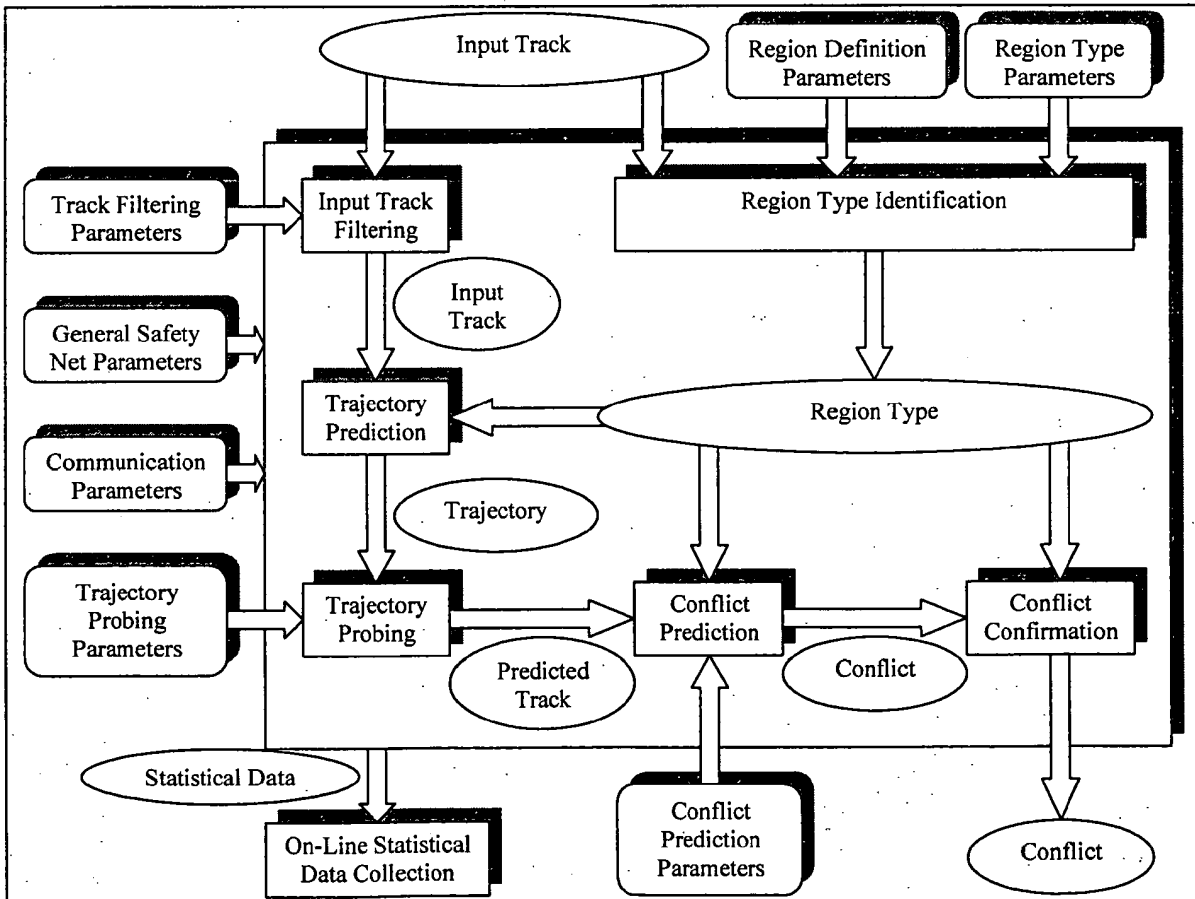 Input Track
Region Definition
Parameters
Region Type
Parameters
Track Filtering
Parameters
Input Track
Filtering
Region Type Identification
Input
Track
General Safety
Net Parameters
Trajectory
Prediction
Region Type
Communication
Parameters
Trajectory
Trajectory
Probing
Parameters
Trajectory
Probing
Conflict
Prediction
Conflict
Confirmation
Predicted
Track
Conflict
Statistical Data
On-Line Statistical
Data Collection
Conflict
Prediction
Parameters
Conflict